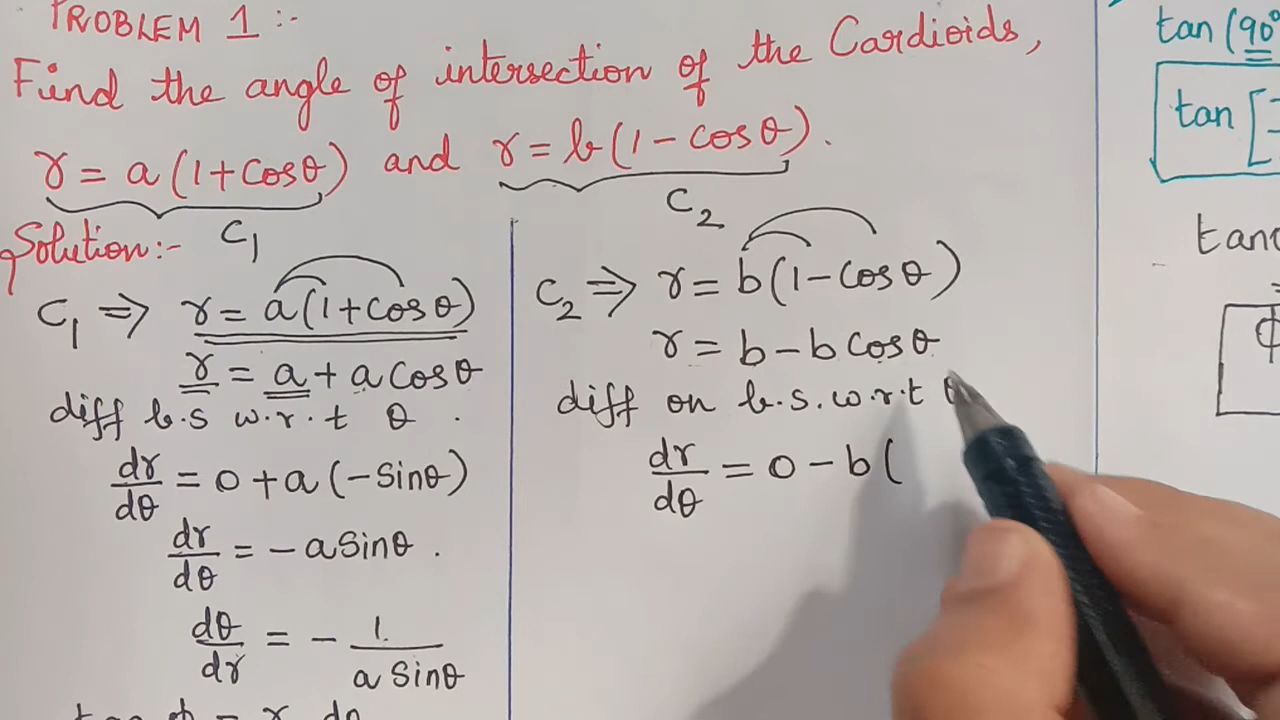 PROBLEM 1 :-
Find the angle of intersection of the Cardioids,
r = a(1+cosθ) and r = b(1-cosθ).
C₁
C₂
Solution:-
C₁ ⇒ r = a(1+cosθ)
r = a + a cosθ
diff b.s w.r.t θ .
dr/dθ = 0 + a(-sinθ)
dr/dθ = -a sinθ .
dθ/dr = - 1/(a sinθ)
C₂ ⇒ r = b(1-cosθ)
r = b - b cosθ
diff on b.s. w.r.t θ
dr/dθ = 0 - b(
tan (90°
tan [
tan
ϕ